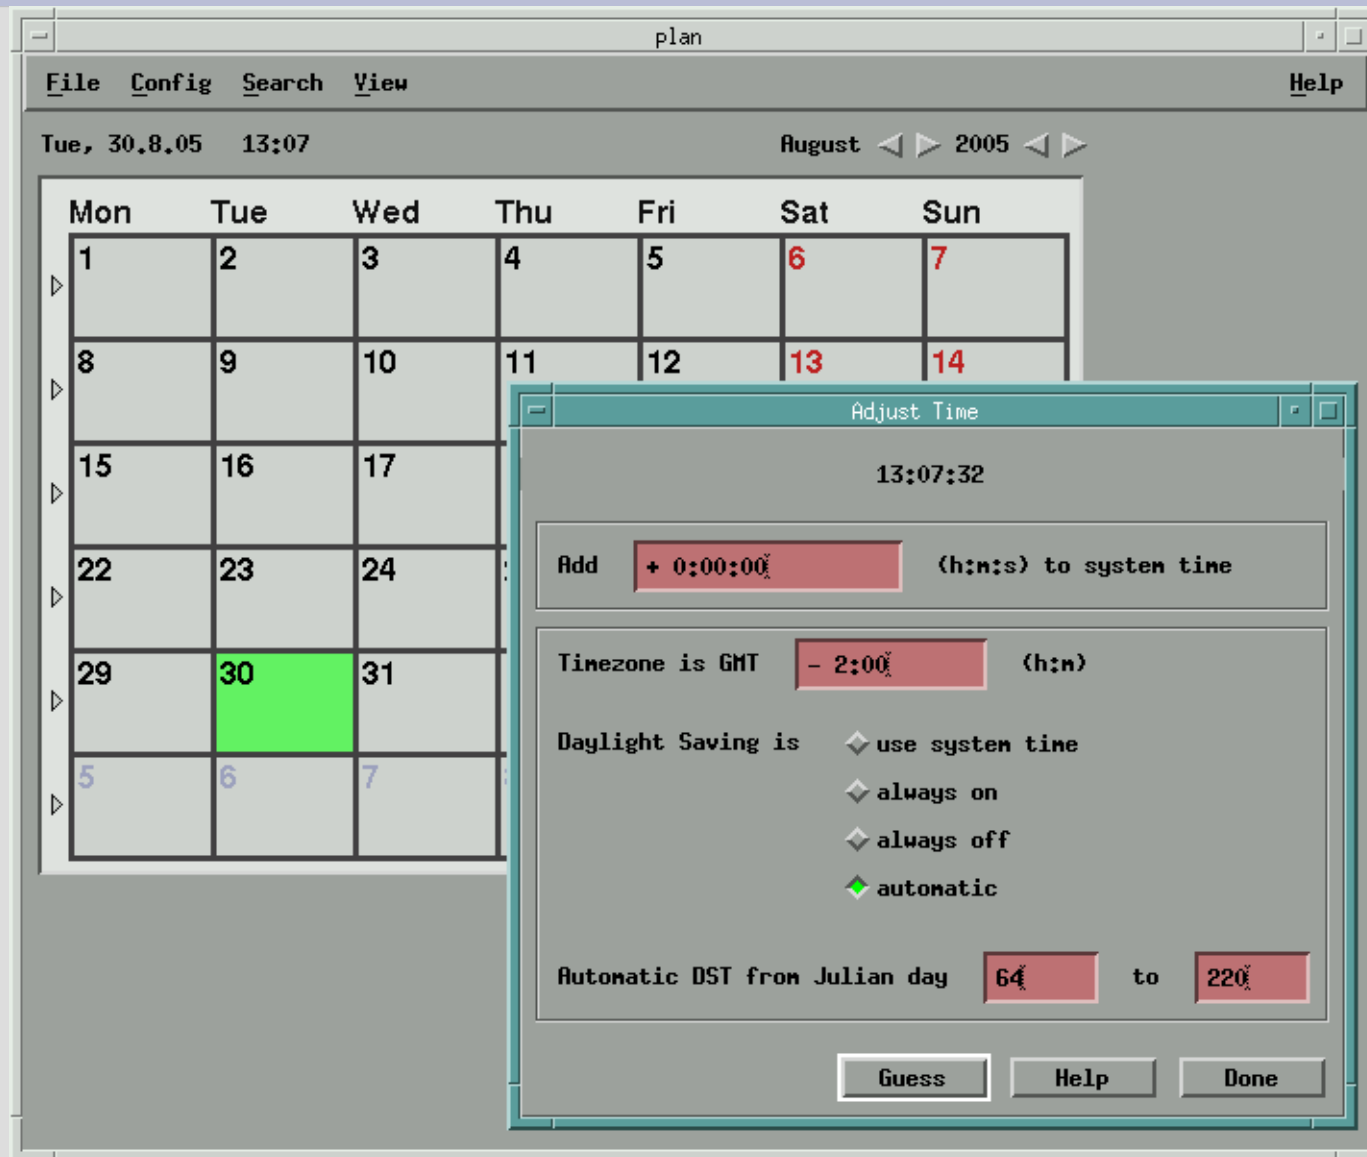 plan
File Config Search View Help
Tue, 30.8.05 13:07 August 2005
Mon Tue Wed Thu Fri Sat Sun
1 2 3 4 5 6 7
8 9 10 11 12 13 14
Adjust Time
15 16 17
13:07:32
22 23 24
Add + 0:00:00 (h:m:s) to system time
29 30 31
Timezone is GMT - 2:00 (h:m)
Daylight Saving is use system time
5 6 7
always on
always off
automatic
Automatic DST from Julian day 64 to 220
Guess Help Done